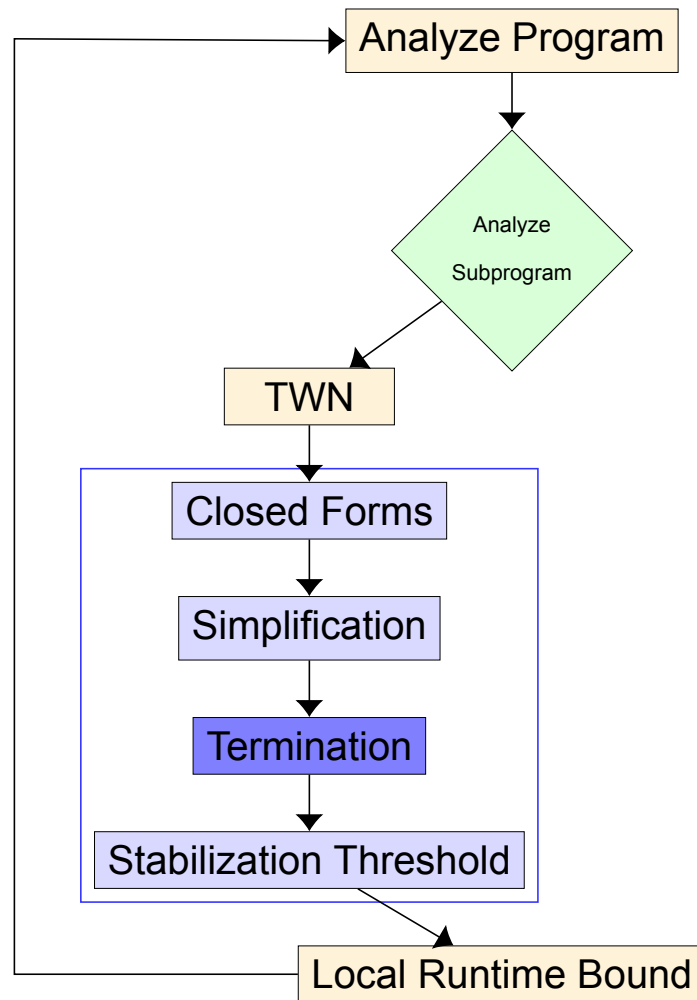 Analyze Program
Analyze
Subprogram
TWN
Closed Forms
Simplification
Termination
Stabilization Threshold
Local Runtime Bound